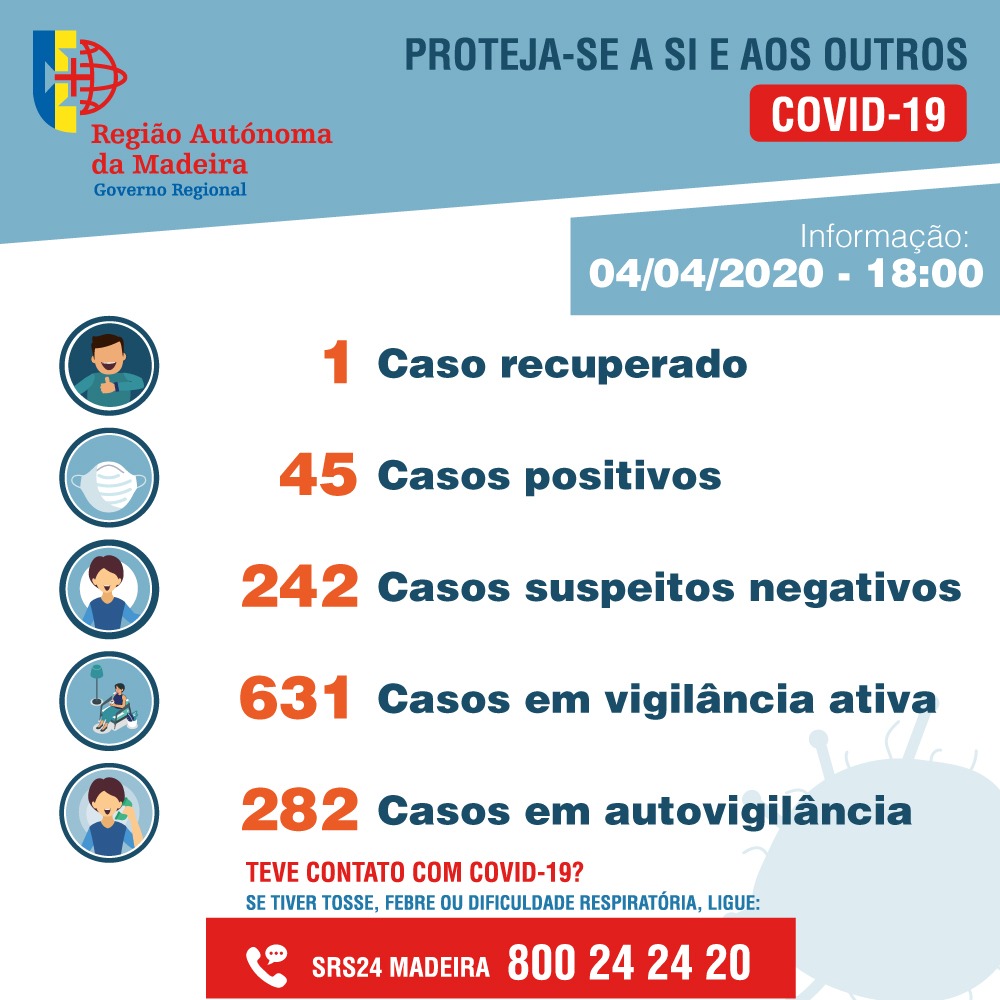 PROTEJA-SE A SI E AOS OUTROS
COVID-19
Região Autónoma
da Madeira
Governo Regional
Informação:
04/04/2020 - 18:00
1 Caso recuperado
45 Casos positivos
242 Casos suspeitos negativos
631 Casos em vigilância ativa
282 Casos em autovigilância
TEVE CONTATO COM COVID-19?
SE TIVER TOSSE, FEBRE OU DIFICULDADE RESPIRATÓRIA, LIGUE:
SRS24 MADEIRA 800 24 24 20